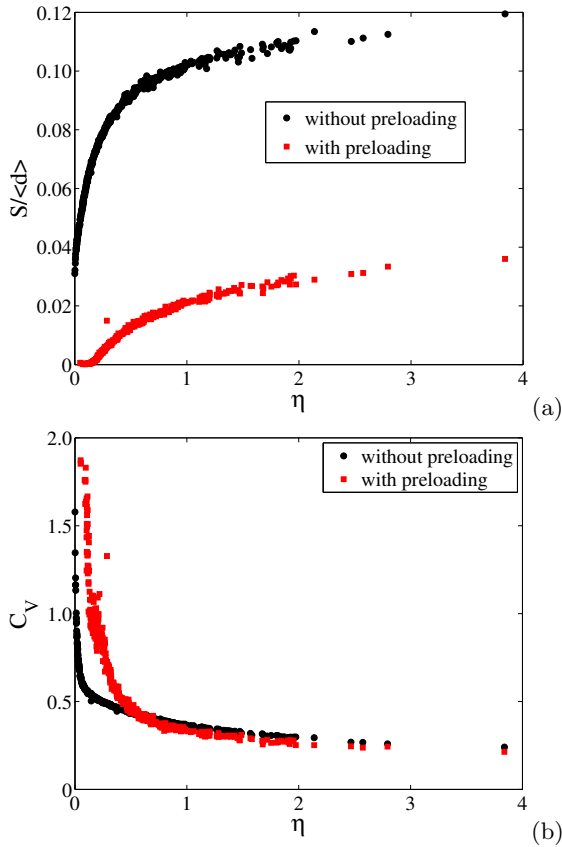 0.12
0.10
0.08
0.06
0.04
0.02
0
S/<d>
without preloading
with preloading
0 1 2 3 4
η
(a)
2.0
1.5
1.0
0.5
0
C_V
without preloading
with preloading
0 1 2 3 4
η
(b)